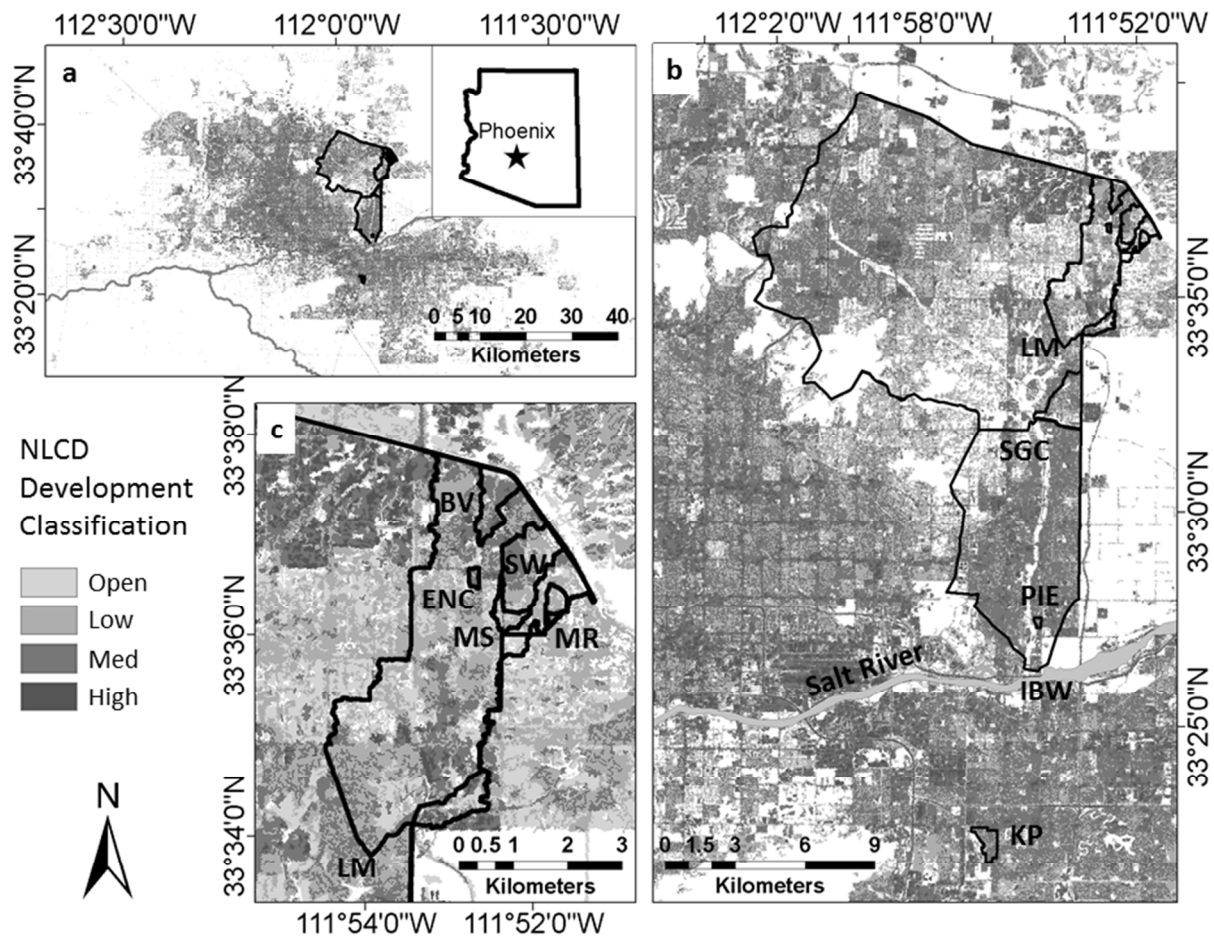 112°30'0"W 111°30'0"W
112°0'0"W
112°2'0"W 111°58'0"W 111°52'0"W
a
b
Phoenix
33°40'0"N
33°20'0"N
0 5 10 20 30 40
Kilometers
33°35'0"N
LM
SGC
33°30'0"N
PIE
Salt River
IBW
33°25'0"N
KP
0 1.5 3 6 9
Kilometers
c
33°38'0"N
BV
SW
ENC
MS
MR
33°36'0"N
33°34'0"N
LM
0 0.5 1 2 3
Kilometers
111°54'0"W 111°52'0"W
NLCD
Development
Classification
Open
Low
Med
High
N